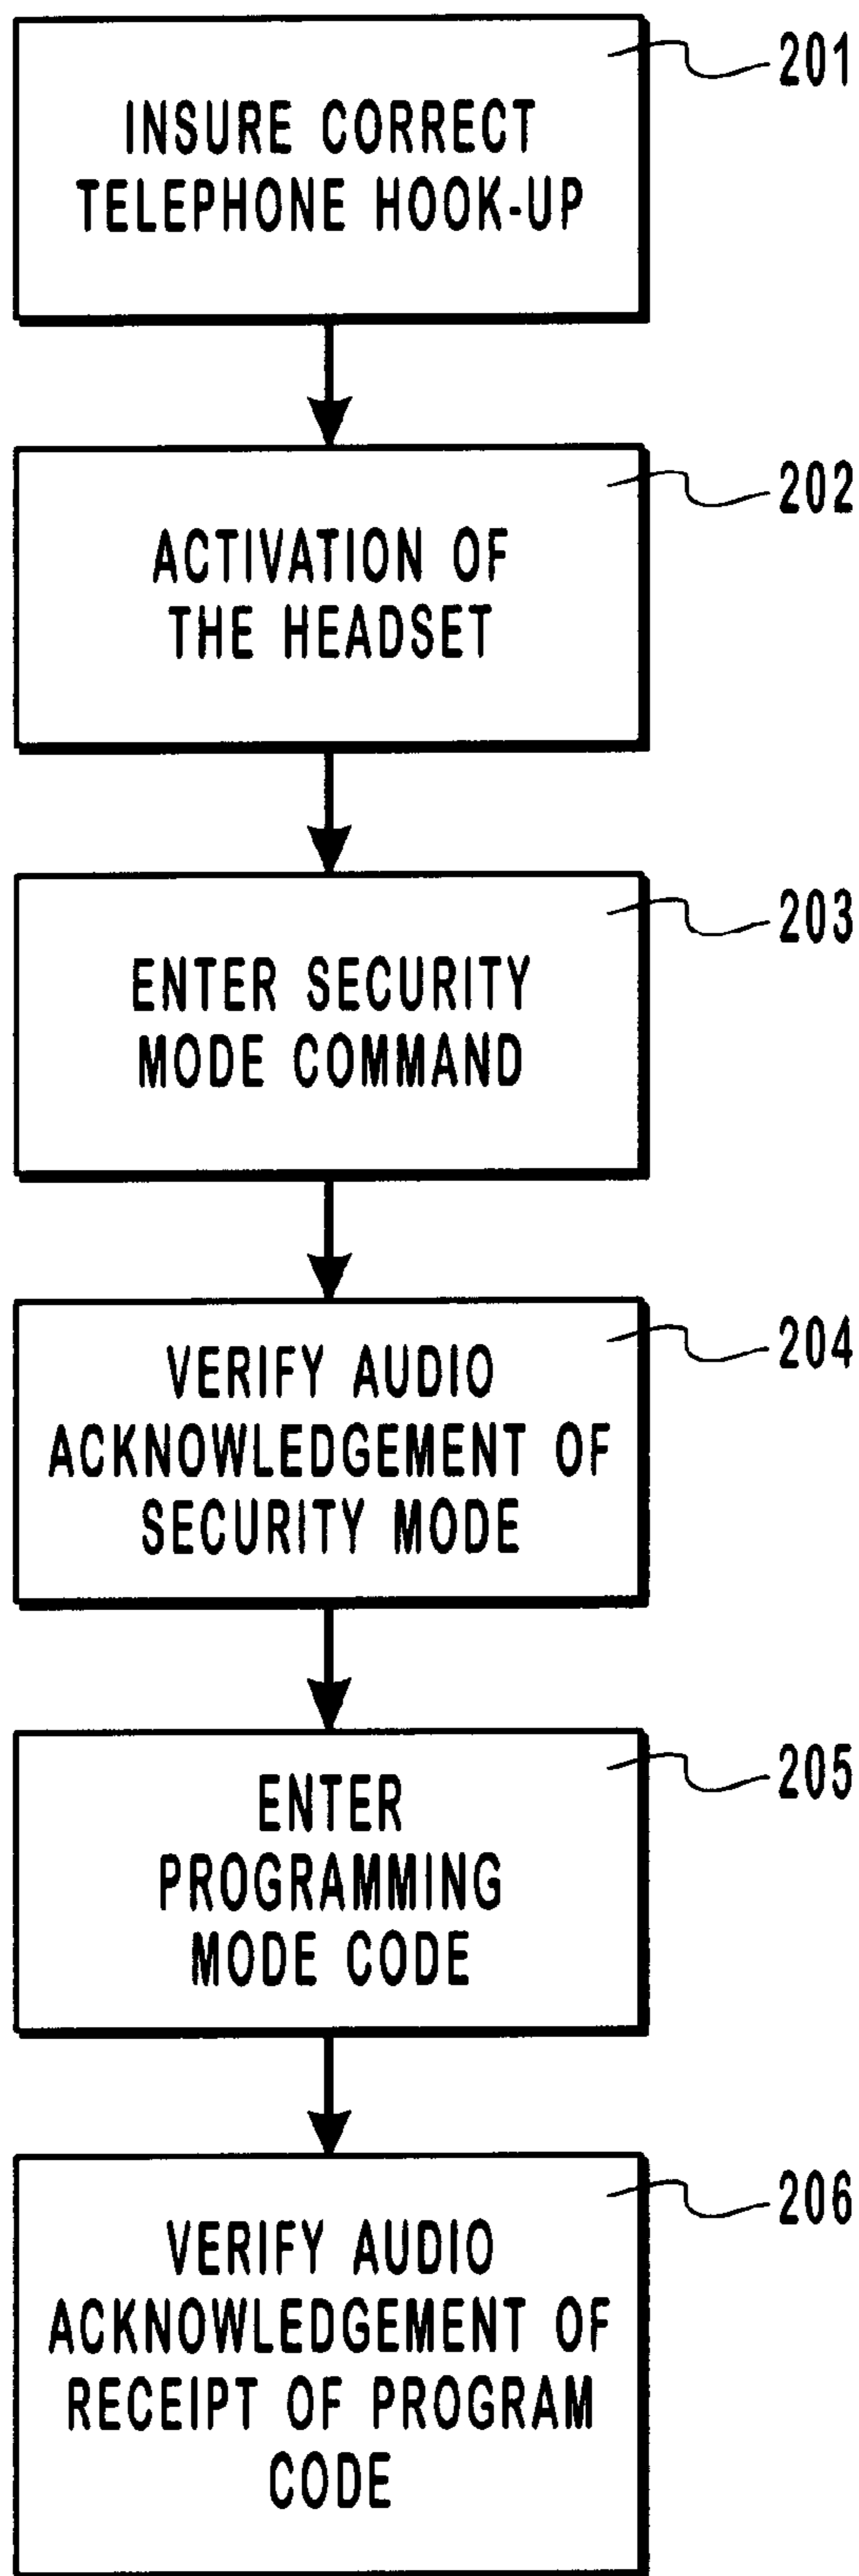 201
INSURE CORRECT
TELEPHONE HOOK-UP
202
ACTIVATION OF
THE HEADSET
203
ENTER SECURITY
MODE COMMAND
204
VERIFY AUDIO
ACKNOWLEDGEMENT OF
SECURITY MODE
205
ENTER
PROGRAMMING
MODE CODE
206
VERIFY AUDIO
ACKNOWLEDGEMENT OF
RECEIPT OF PROGRAM
CODE